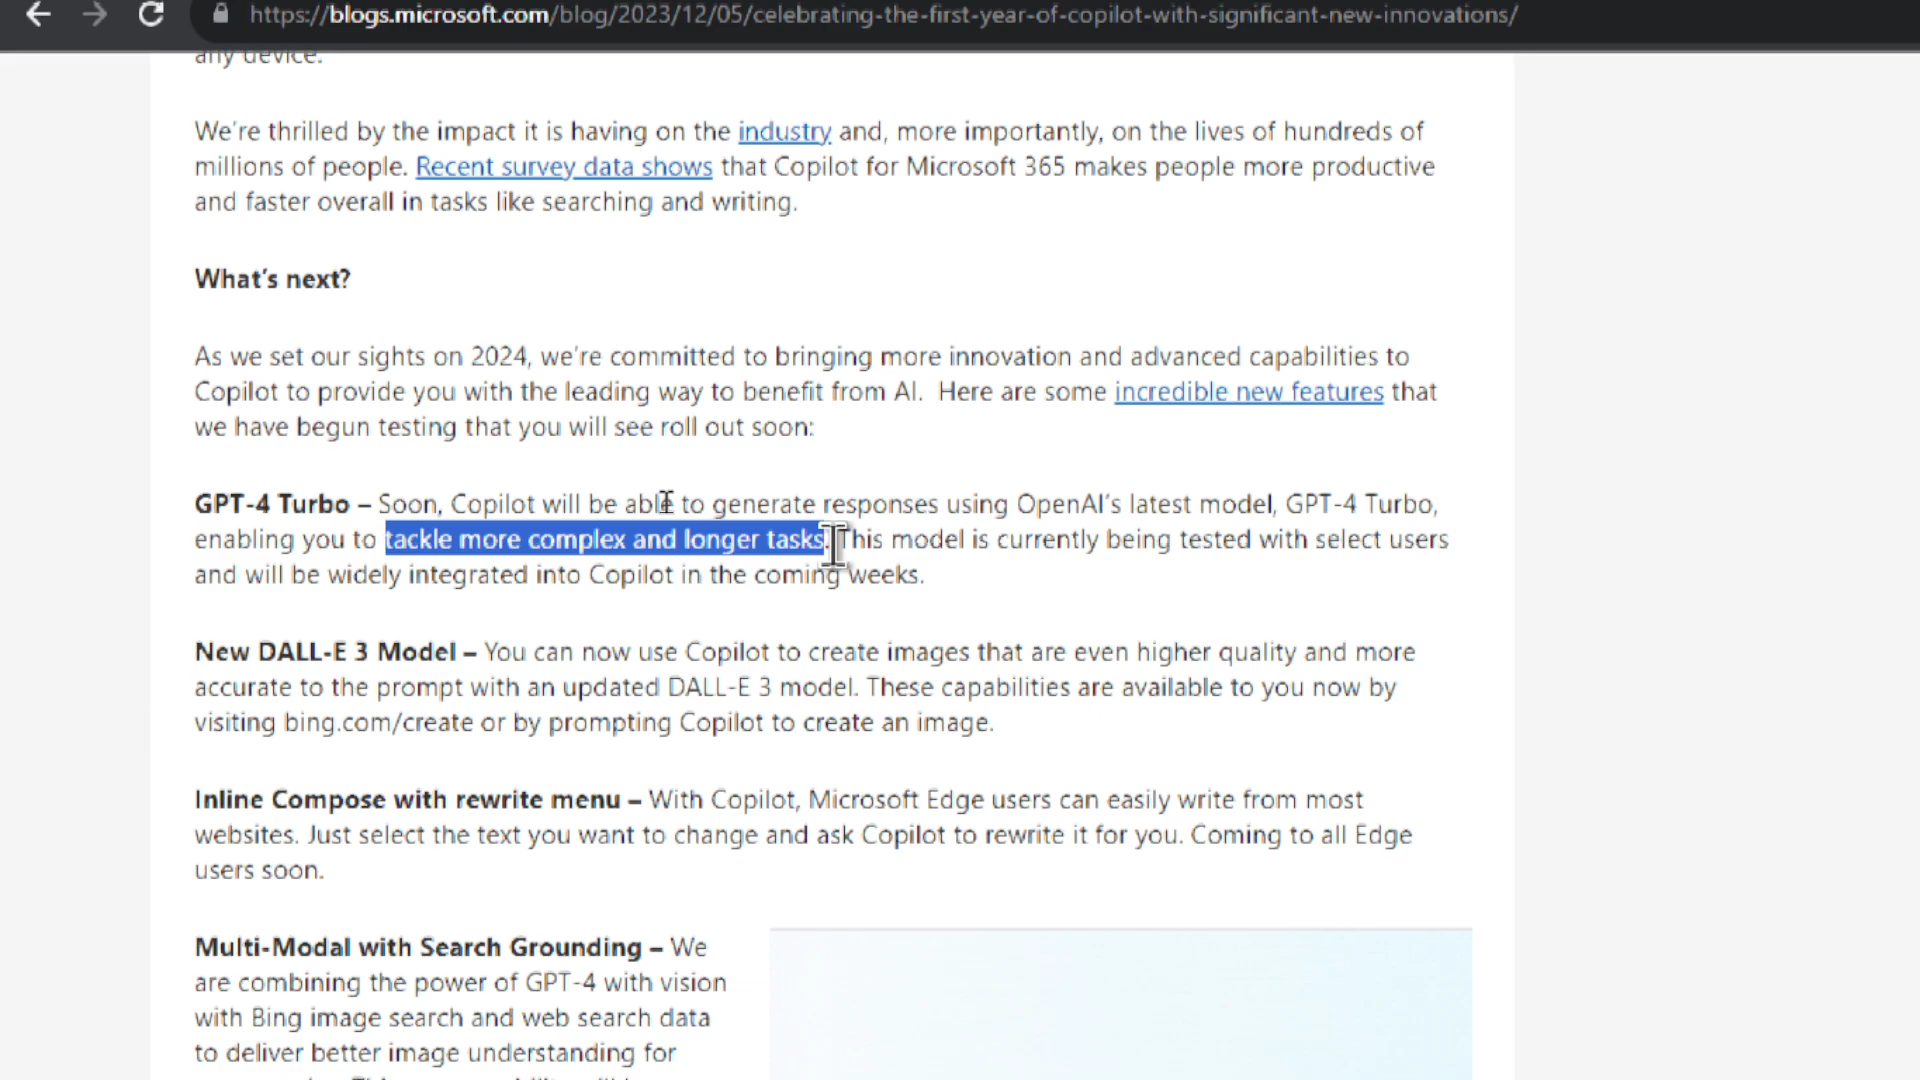 https://blogs.microsoft.com/blog/2023/12/05/celebrating-the-first-year-of-copilot-with-significant-new-innovations/
any device.
We’re thrilled by the impact it is having on the industry and, more importantly, on the lives of hundreds of
millions of people. Recent survey data shows that Copilot for Microsoft 365 makes people more productive
and faster overall in tasks like searching and writing.
What’s next?
As we set our sights on 2024, we’re committed to bringing more innovation and advanced capabilities to
Copilot to provide you with the leading way to benefit from AI.  Here are some incredible new features that
we have begun testing that you will see roll out soon:
GPT-4 Turbo – Soon, Copilot will be able to generate responses using OpenAI’s latest model, GPT-4 Turbo,
enabling you to tackle more complex and longer tasks. This model is currently being tested with select users
and will be widely integrated into Copilot in the coming weeks.
New DALL-E 3 Model – You can now use Copilot to create images that are even higher quality and more
accurate to the prompt with an updated DALL-E 3 model. These capabilities are available to you now by
visiting bing.com/create or by prompting Copilot to create an image.
Inline Compose with rewrite menu – With Copilot, Microsoft Edge users can easily write from most
websites. Just select the text you want to change and ask Copilot to rewrite it for you. Coming to all Edge
users soon.
Multi-Modal with Search Grounding – We
are combining the power of GPT-4 with vision
with Bing image search and web search data
to deliver better image understanding for